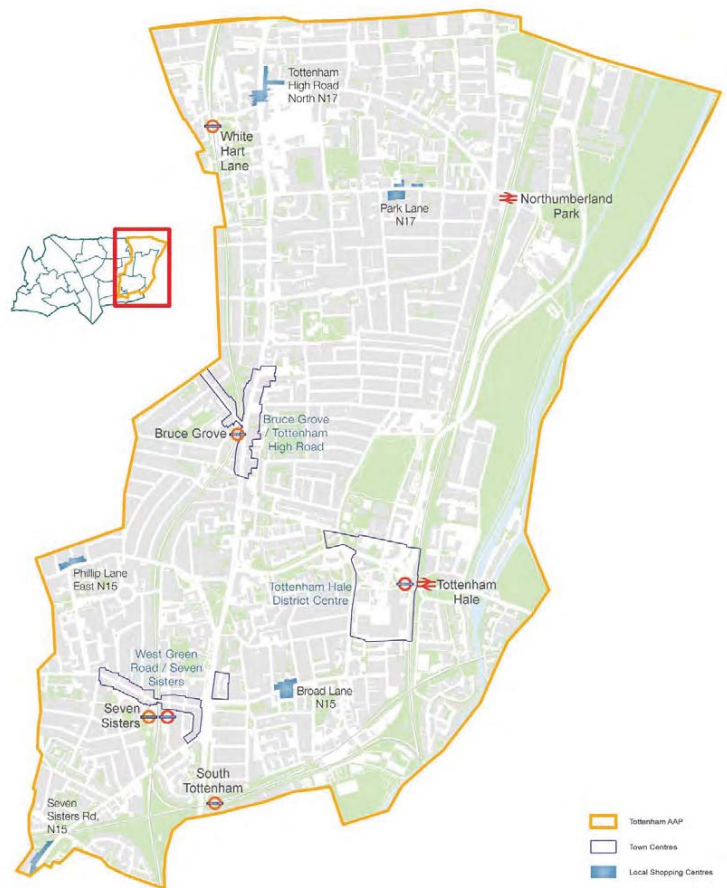 Tottenham
High Road
North N17
White
Hart
Lane
Park Lane
N17
Northumberland
Park
Bruce Grove
Bruce Grove
/ Tottenham
High Road
Phillip Lane
East N15
Tottenham Hale
District Centre
Tottenham
Hale
West Green
Road / Seven
Sisters
Broad Lane
N15
Seven
Sisters
South
Tottenham
Seven
Sisters Rd,
N15
Tottenham AAP
Town Centres
Local Shopping Centres